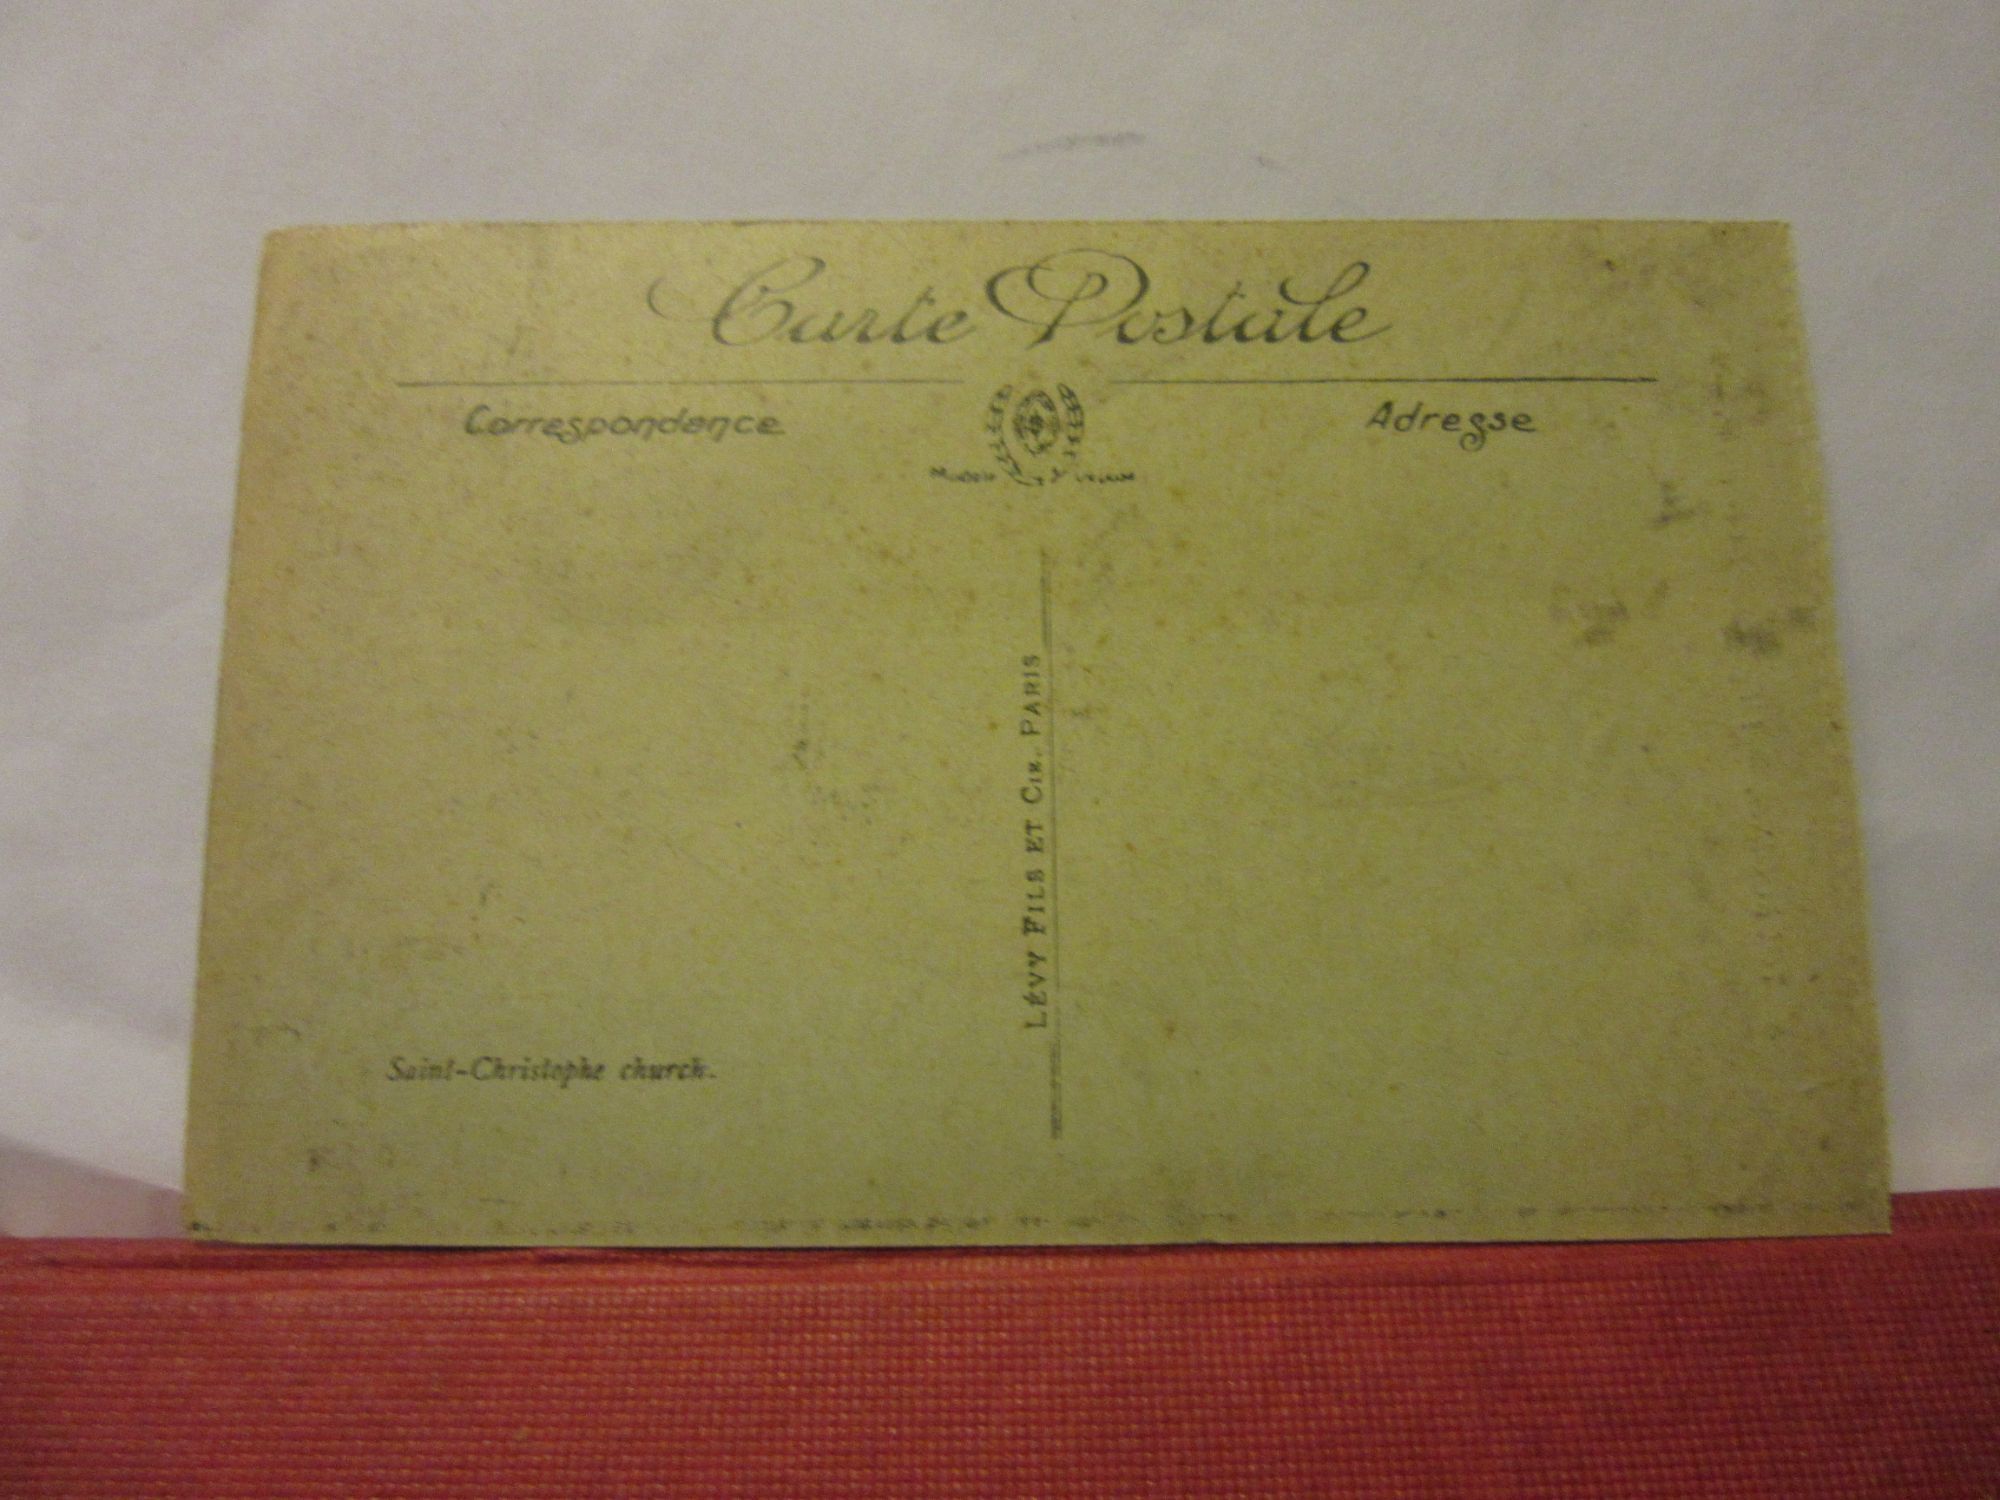 Carte Postale
Correspondance
Adresse
LÉVY FILS ET CIE. PARIS
Saint-Christophe church.